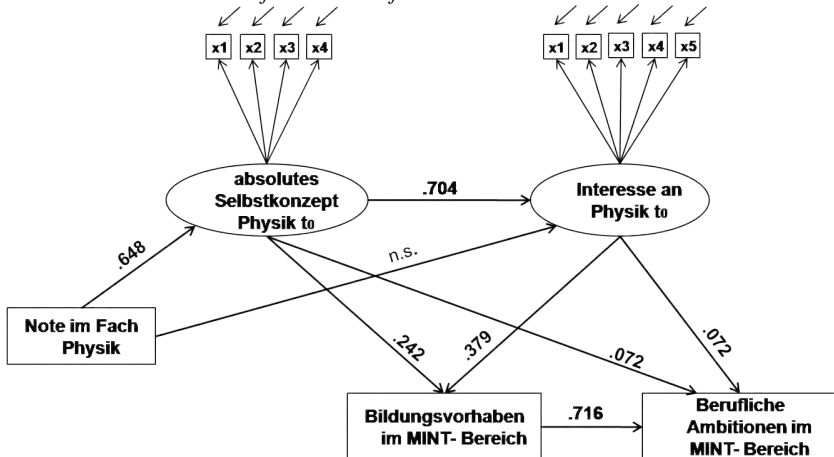 x1 x2 x3 x4
x1 x2 x3 x4 x5
absolutes
Selbstkonzept
Physik t0
.704
Interesse an
Physik t0
.648
n.s.
Note im Fach
Physik
.242
.379
.072
.072
Bildungsvorhaben
im MINT- Bereich
.716
Berufliche
Ambitionen im
MINT- Bereich